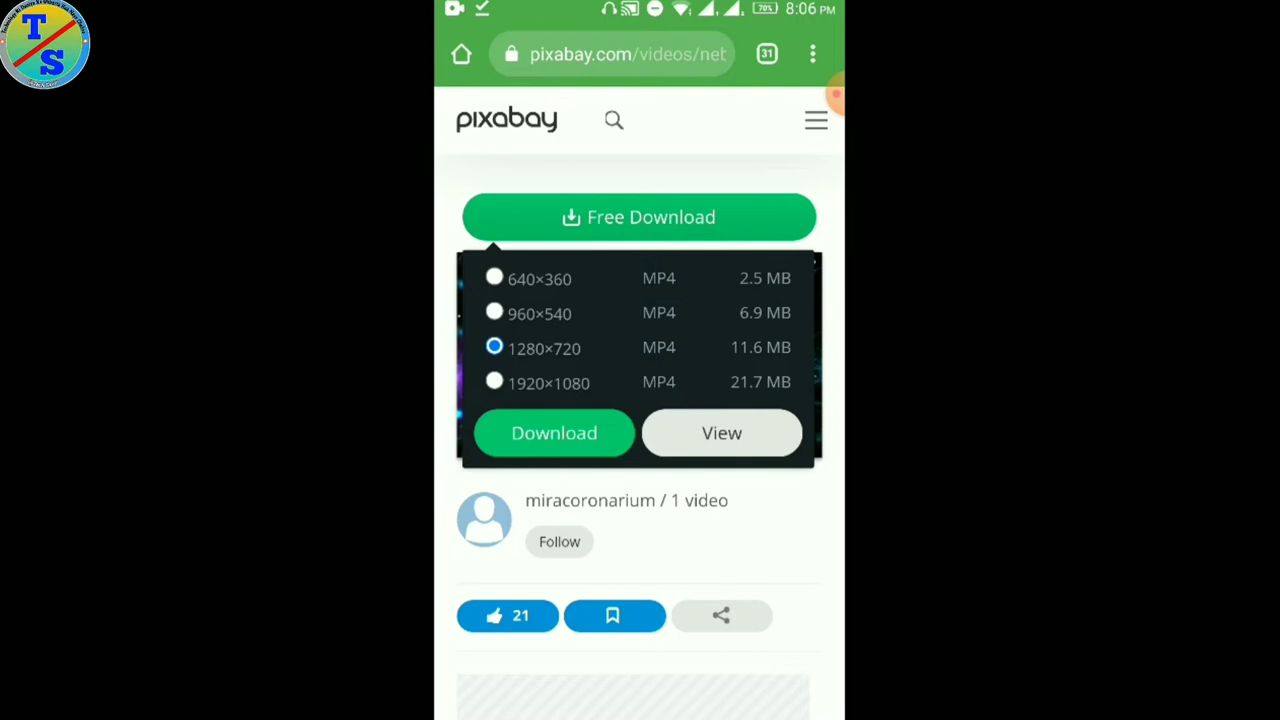 T
S
70%
8:06 PM
pixabay.com/videos/net
31
pixabay
Free Download
640×360 MP4 2.5 MB
960×540 MP4 6.9 MB
1280×720 MP4 11.6 MB
1920×1080 MP4 21.7 MB
Download
View
miracoronarium / 1 video
Follow
21